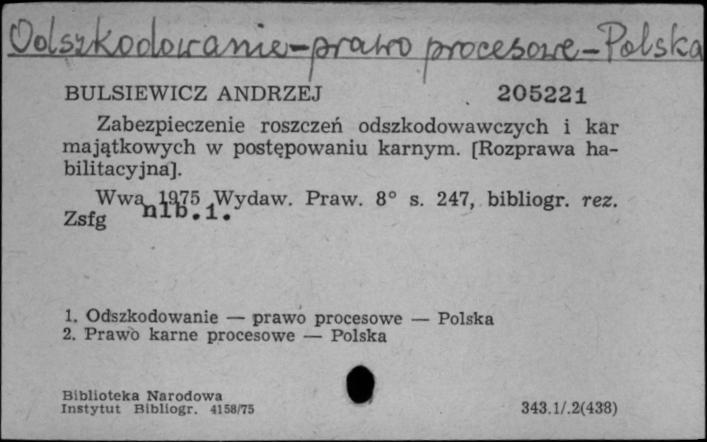 Odszkodowanie-prawo procesowe-Polska
BULSIEWICZ ANDRZEJ 205221
Zabezpieczenie roszczeń odszkodowawczych i kar
majątkowych w postępowaniu karnym. [Rozprawa ha-
bilitacyjna].
Wwa 1975 Wydaw. Praw. 8° s. 247, bibliogr. rez.
Zsfg nlb.1.
1. Odszkodowanie — prawo procesowe — Polska
2. Prawo karne procesowe — Polska
Biblioteka Narodowa
Instytut Bibliogr. 4158/75 343.1/.2(438)